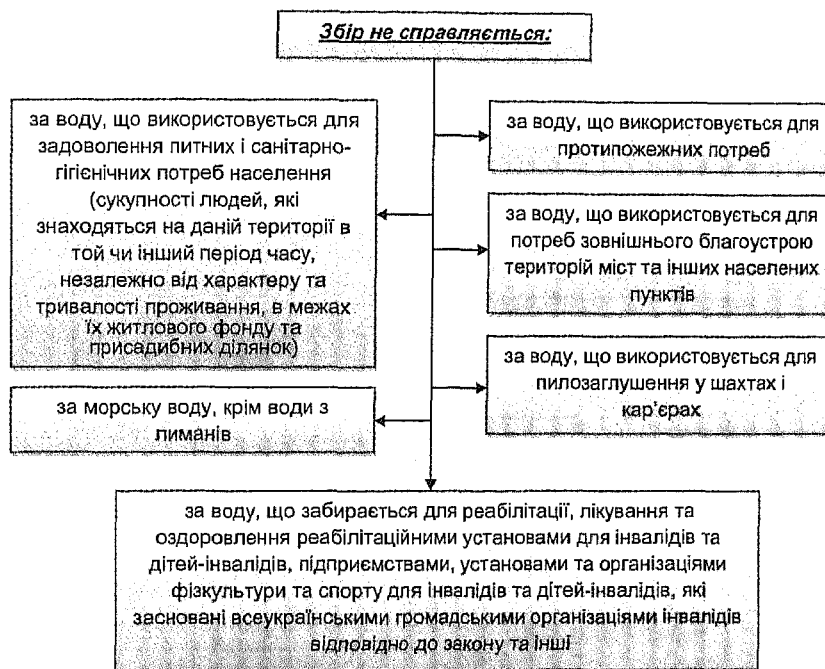 Збір не справляється:
за воду, що використовується для
задоволення питних і санітарно-
гігієнічних потреб населення
(сукупності людей, які
знаходяться на даній території в
той чи інший період часу,
незалежно від характеру та
тривалості проживання, в межах
їх житлового фонду та
присадибних ділянок)
за морську воду, крім води з
лиманів
за воду, що використовується для
протипожежних потреб
за воду, що використовується для
потреб зовнішнього благоустрою
територій міст та інших населених
пунктів
за воду, що використовується для
пилозаглушення у шахтах і
кар'єрах
за воду, що забирається для реабілітації, лікування та
оздоровлення реабілітаційними установами для інвалідів та
дітей-інвалідів, підприємствами, установами та організаціями
фізкультури та спорту для інвалідів та дітей-інвалідів, які
засновані всеукраїнськими громадськими організаціями інвалідів
відповідно до закону та інші